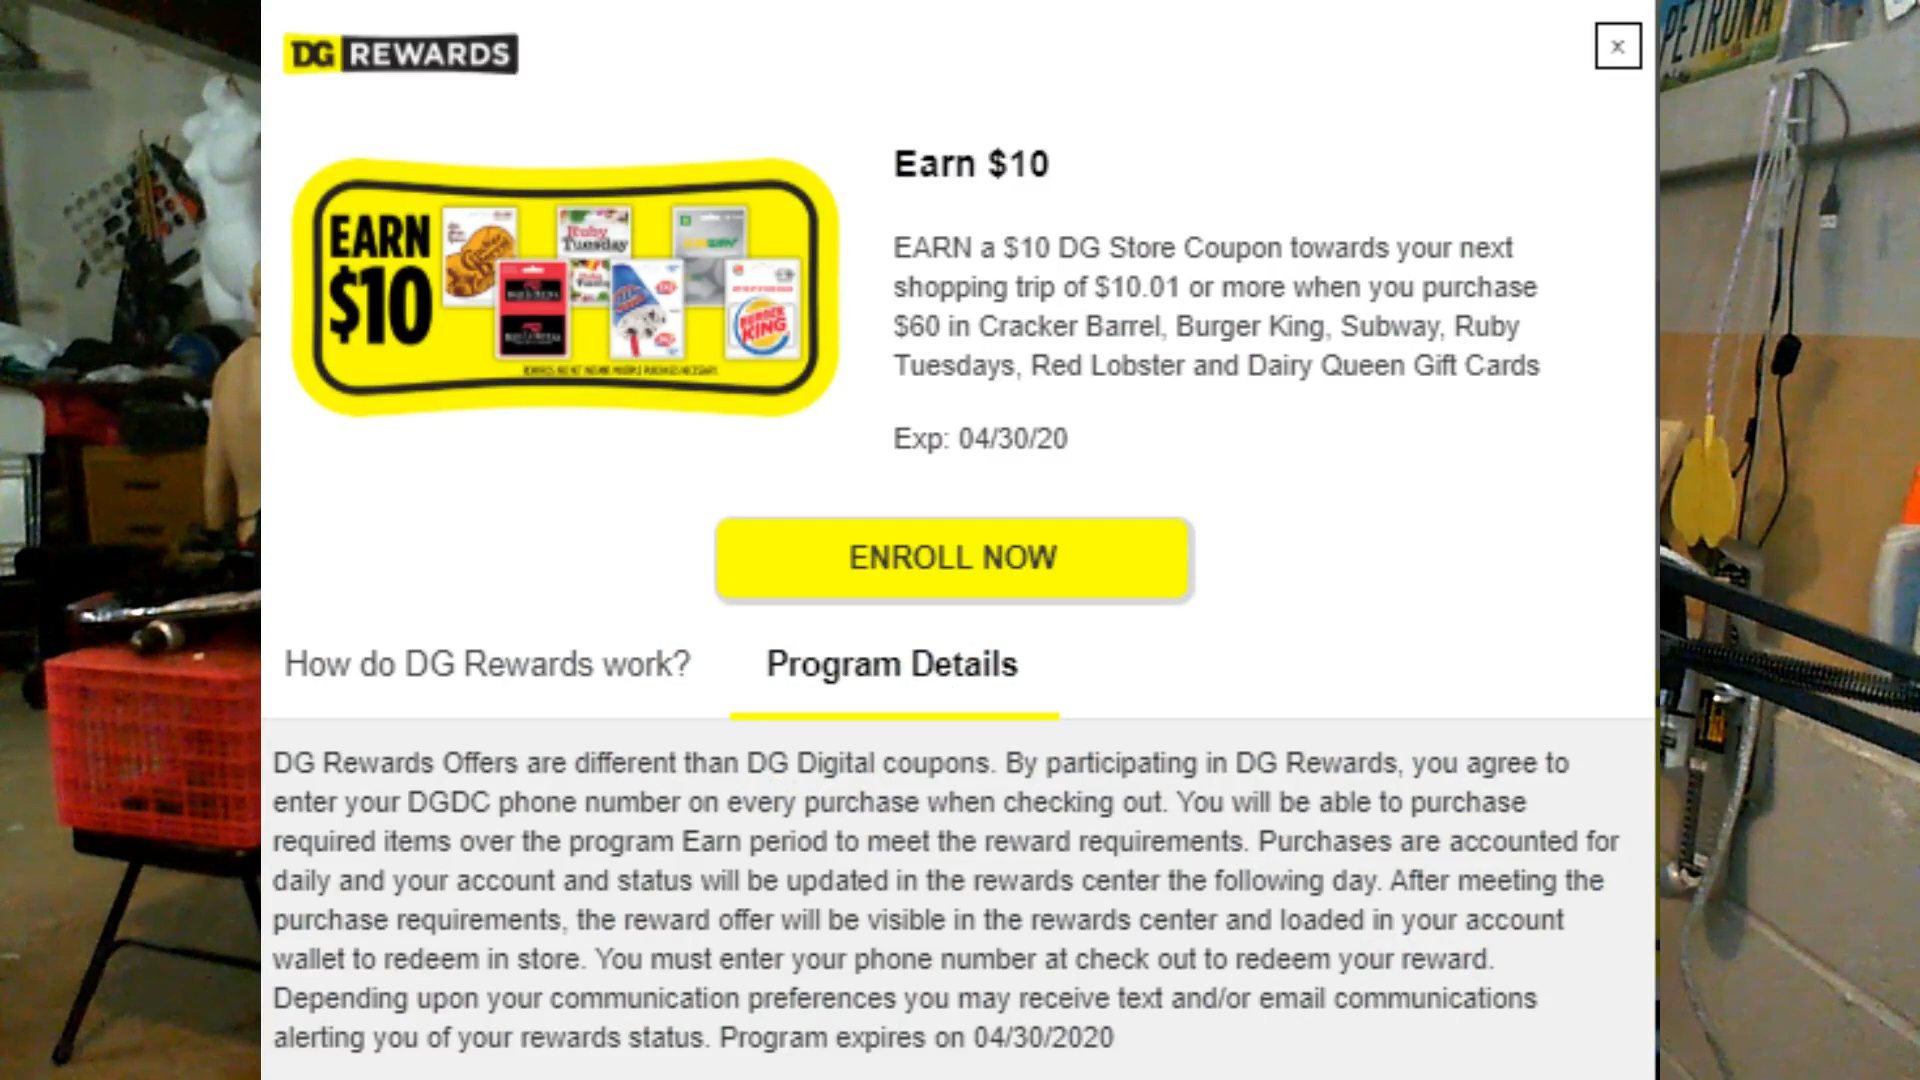 DG REWARDS
x
PETRONA
EARN
$10
Ruby
Tuesday
SUBWAY
BURGER
KING
Earn $10
EARN a $10 DG Store Coupon towards your next
shopping trip of $10.01 or more when you purchase
$60 in Cracker Barrel, Burger King, Subway, Ruby
Tuesdays, Red Lobster and Dairy Queen Gift Cards
Exp: 04/30/20
ENROLL NOW
How do DG Rewards work? Program Details
DG Rewards Offers are different than DG Digital coupons. By participating in DG Rewards, you agree to
enter your DGDC phone number on every purchase when checking out. You will be able to purchase
required items over the program Earn period to meet the reward requirements. Purchases are accounted for
daily and your account and status will be updated in the rewards center the following day. After meeting the
purchase requirements, the reward offer will be visible in the rewards center and loaded in your account
wallet to redeem in store. You must enter your phone number at check out to redeem your reward.
Depending upon your communication preferences you may receive text and/or email communications
alerting you of your rewards status. Program expires on 04/30/2020